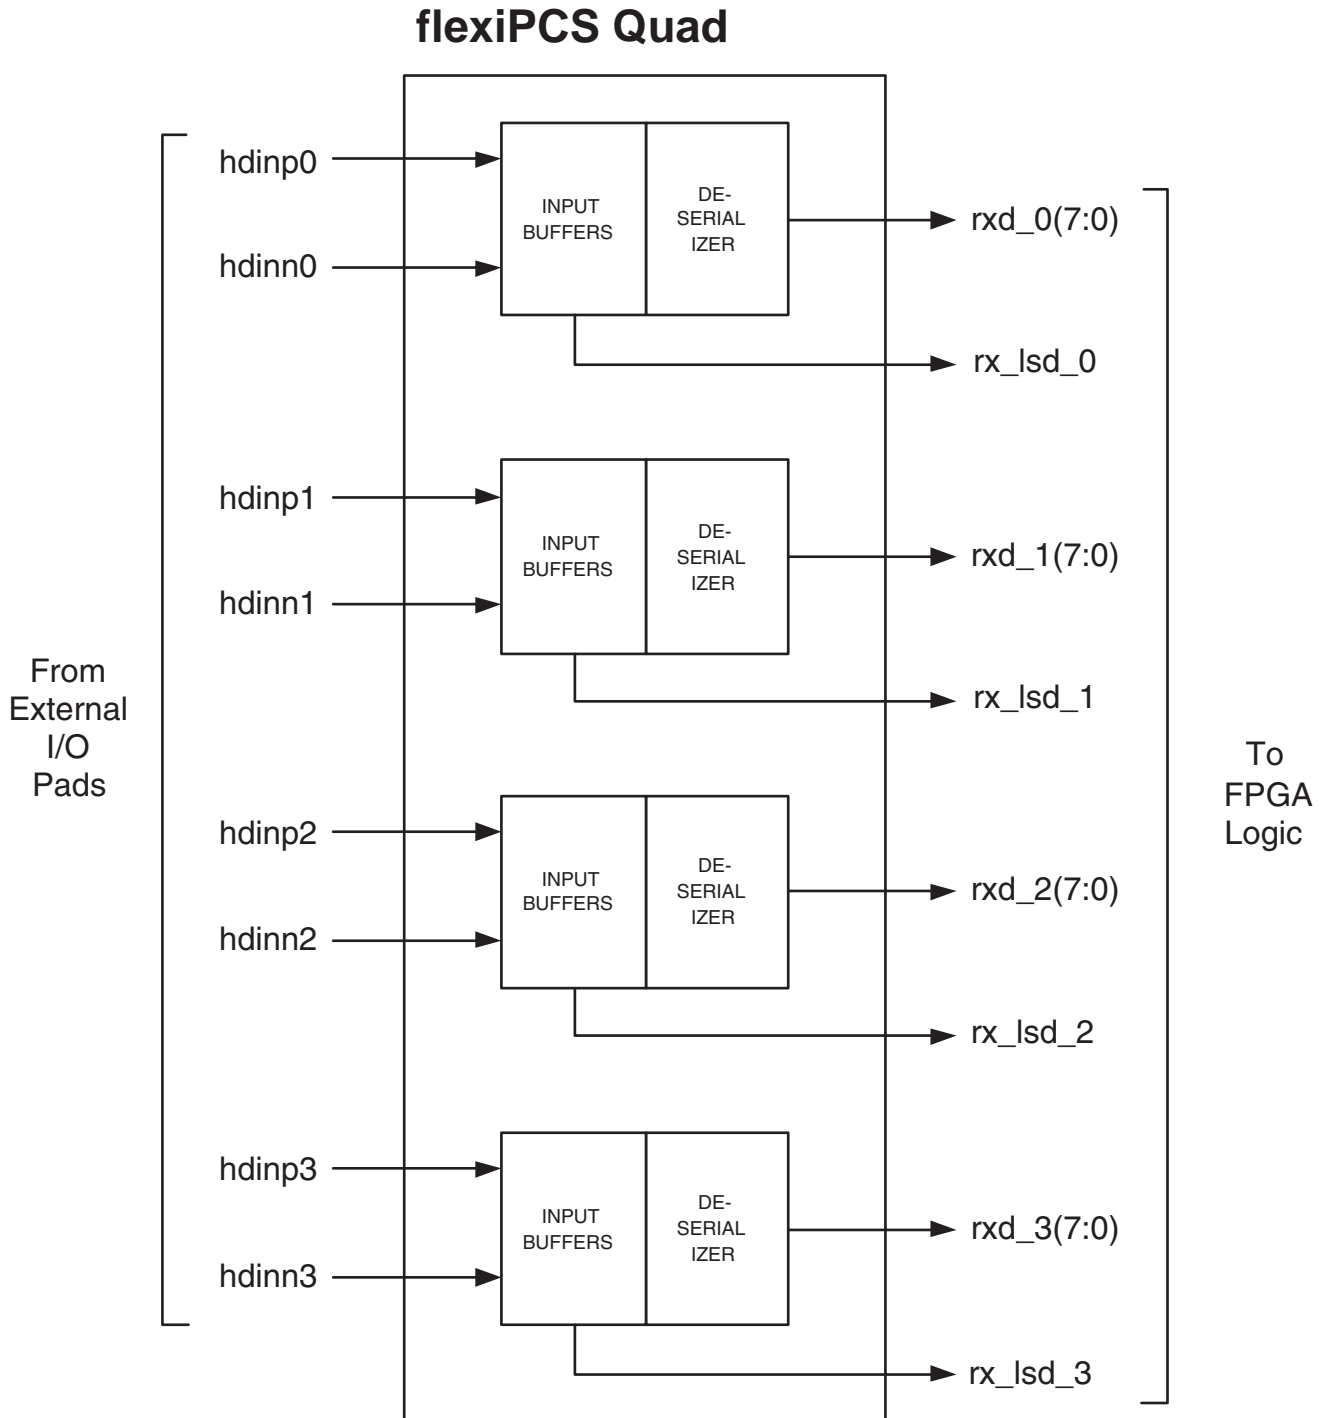 flexiPCS Quad
hdinp0
hdinn0
INPUT
BUFFERS
DE-
SERIAL
IZER
rxd_0(7:0)
rx_lsd_0
hdinp1
hdinn1
INPUT
BUFFERS
DE-
SERIAL
IZER
rxd_1(7:0)
rx_lsd_1
From
External
I/O
Pads
To
FPGA
Logic
hdinp2
hdinn2
INPUT
BUFFERS
DE-
SERIAL
IZER
rxd_2(7:0)
rx_lsd_2
hdinp3
hdinn3
INPUT
BUFFERS
DE-
SERIAL
IZER
rxd_3(7:0)
rx_lsd_3